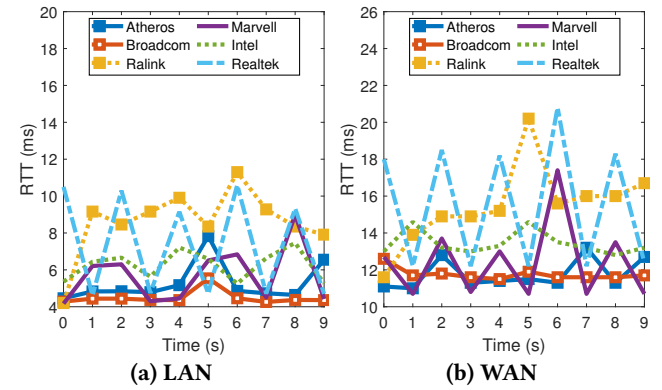 20
18
16
14
12
10
8
6
4
RTT (ms)
Atheros
Broadcom
Ralink
Marvell
Intel
Realtek
0 1 2 3 4 5 6 7 8 9
Time (s)
(a) LAN
26
24
22
20
18
16
14
12
10
RTT (ms)
Atheros
Broadcom
Ralink
Marvell
Intel
Realtek
0 1 2 3 4 5 6 7 8 9
Time (s)
(b) WAN